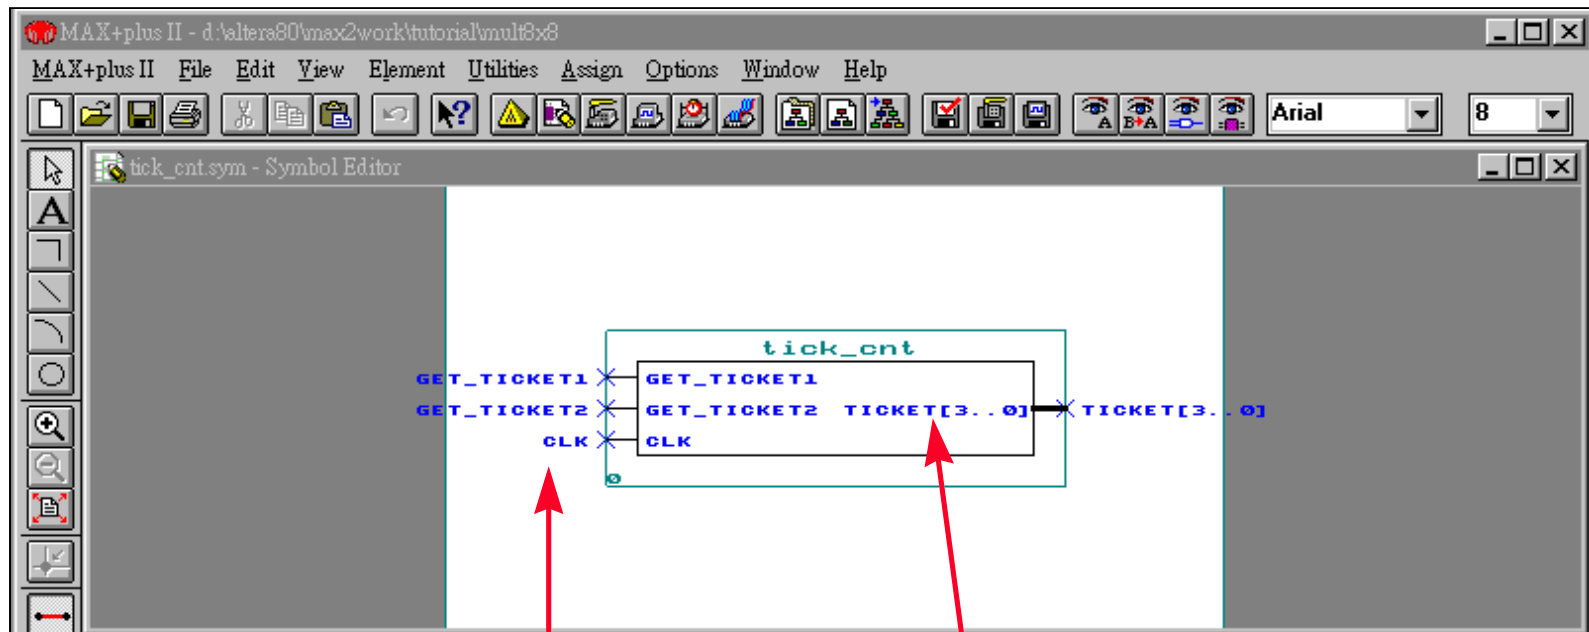 MAX+plus II - d:\altera80\max2work\tutorial\mult8x8
MAX+plus II File Edit View Element Utilities Assign Options Window Help
Arial 8
tick_cnt.sym - Symbol Editor
tick_cnt
GET_TICKET1 GET_TICKET1
GET_TICKET2 GET_TICKET2 TICKET[3..0] TICKET[3..0]
CLK CLK
0